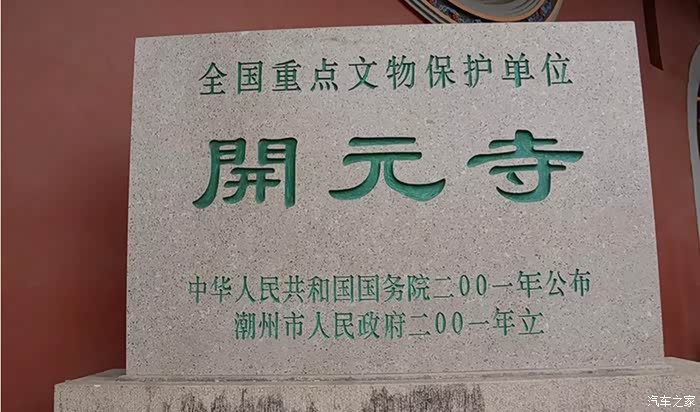 全国重点文物保护单位
開元寺
中华人民共和国国务院二00一年公布
潮州市人民政府二00一年立
汽车之家